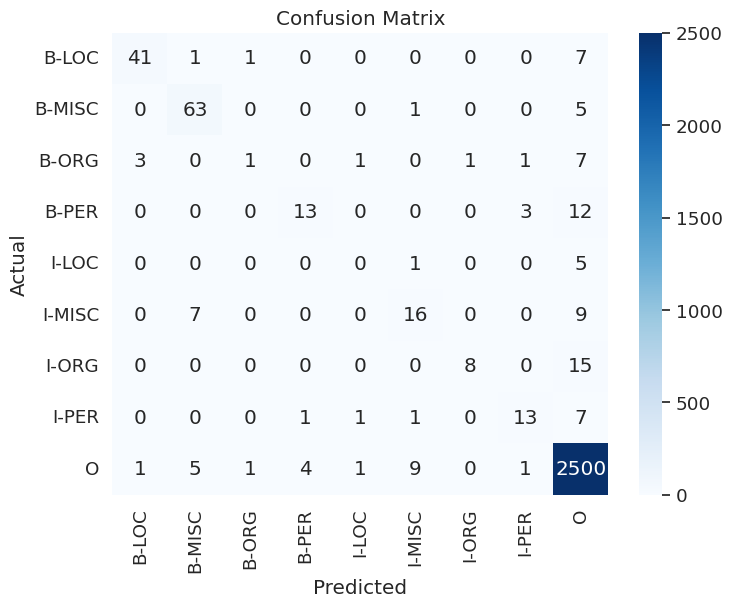 Confusion Matrix
B-LOC 41 1 1 0 0 0 0 0 7
B-MISC 0 63 0 0 0 1 0 0 5
B-ORG 3 0 1 0 1 0 1 1 7
B-PER 0 0 0 13 0 0 0 3 12
I-LOC 0 0 0 0 0 1 0 0 5
I-MISC 0 7 0 0 0 16 0 0 9
I-ORG 0 0 0 0 0 0 8 0 15
I-PER 0 0 0 1 1 1 0 13 7
O 1 5 1 4 1 9 0 1 2500
B-LOC B-MISC B-ORG B-PER I-LOC I-MISC I-ORG I-PER O
Predicted
Actual
2500
2000
1500
1000
500
0